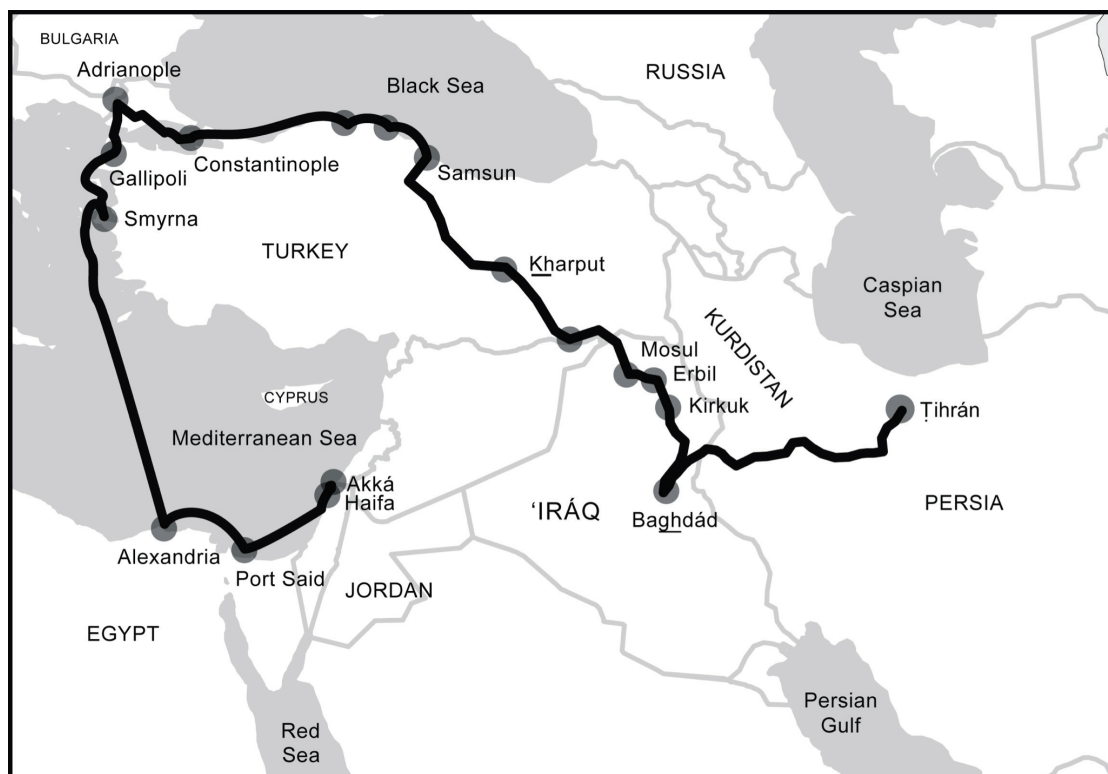 BULGARIA
Adrianople
RUSSIA
Black Sea
Constantinople
Gallipoli
Samsun
Smyrna
TURKEY
Kharput
Caspian
Sea
KURDISTAN
Mosul
Erbil
CYPRUS
Kirkuk
Ṭihrán
Mediterranean Sea
Akká
Haifa
‘IRÁQ
PERSIA
Baghdád
Alexandria
Port Said
JORDAN
EGYPT
Persian
Gulf
Red
Sea